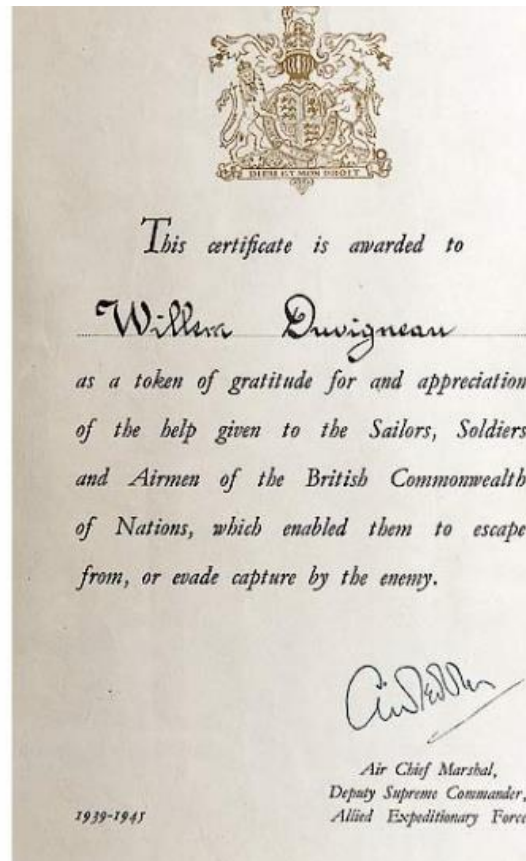 DIEU ET MON DROIT
This certificate is awarded to
Willem Duvigneau
as a token of gratitude for and appreciation
of the help given to the Sailors, Soldiers
and Airmen of the British Commonwealth
of Nations, which enabled them to escape
from, or evade capture by the enemy.
Air Chief Marshal,
Deputy Supreme Commander,
1939-1945 Allied Expeditionary Force